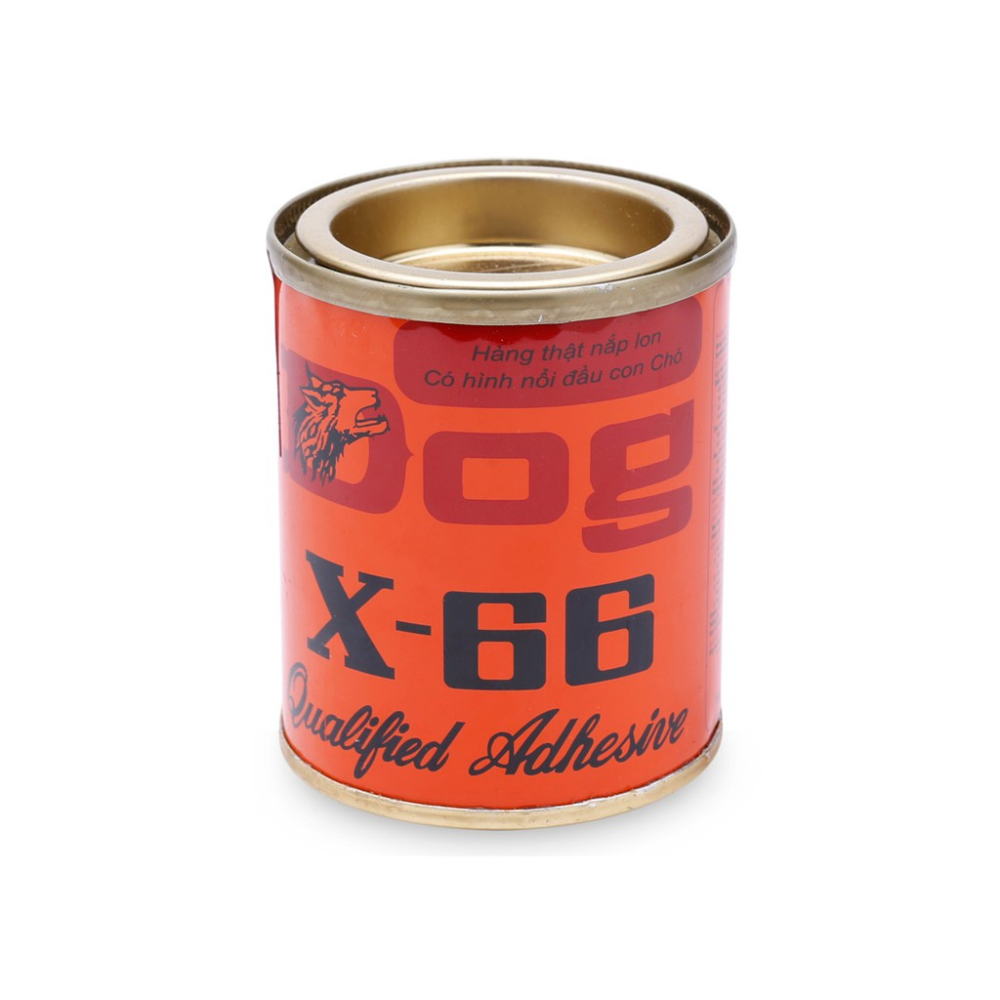 Hàng thật nắp lon
Có hình nổi đầu con Chó
Dog
X-66
Qualified Adhesive